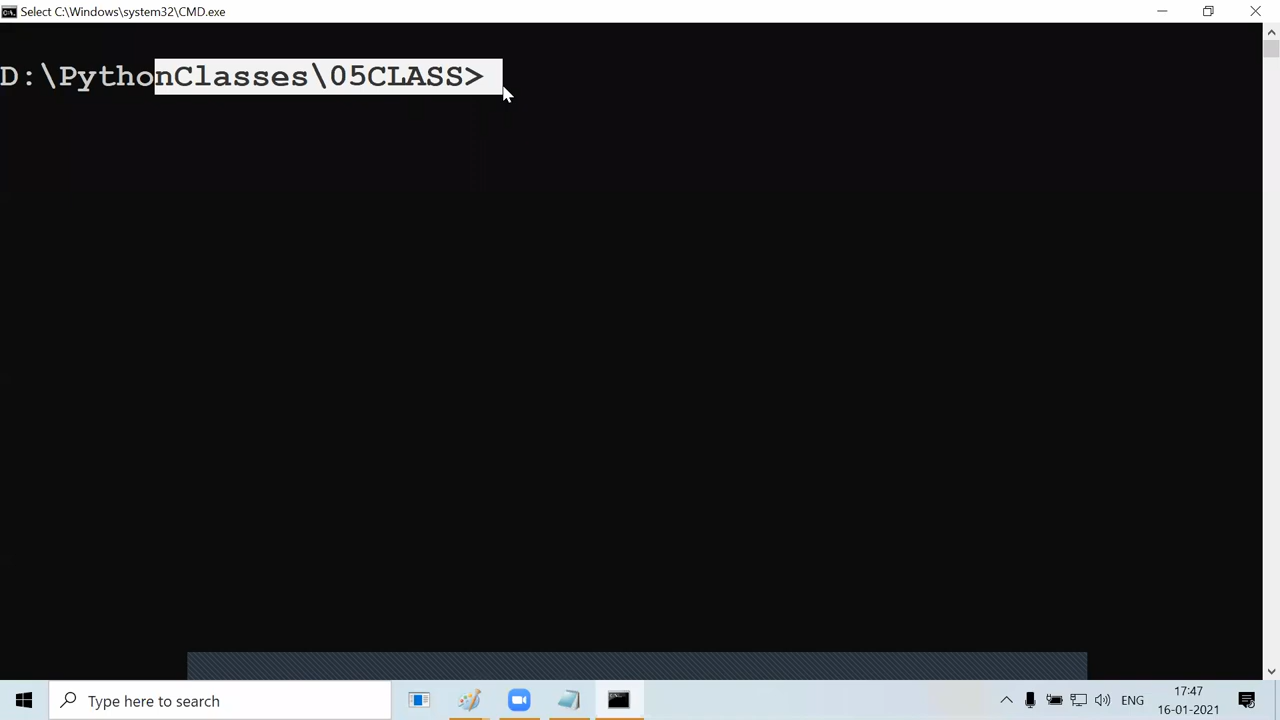 Select C:\Windows\system32\CMD.exe
D:\PythonClasses\05CLASS>
Type here to search
ENG
17:47
16-01-2021